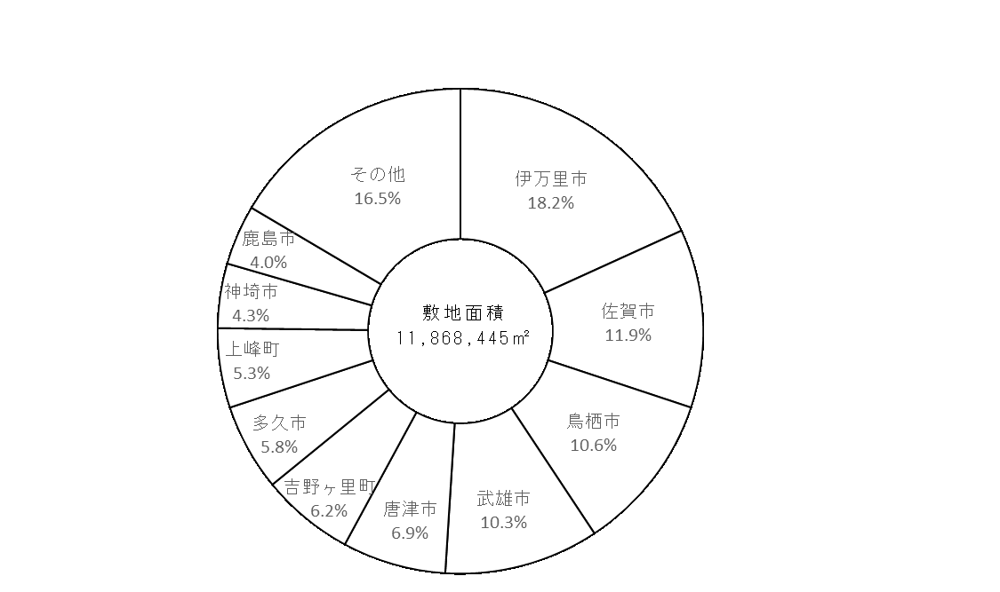 その他
16.5%
伊万里市
18.2%
佐賀市
11.9%
鳥栖市
10.6%
武雄市
10.3%
唐津市
6.9%
吉野ヶ里町
6.2%
多久市
5.8%
上峰町
5.3%
神埼市
4.3%
鹿島市
4.0%
敷地面積
11,868,445㎡